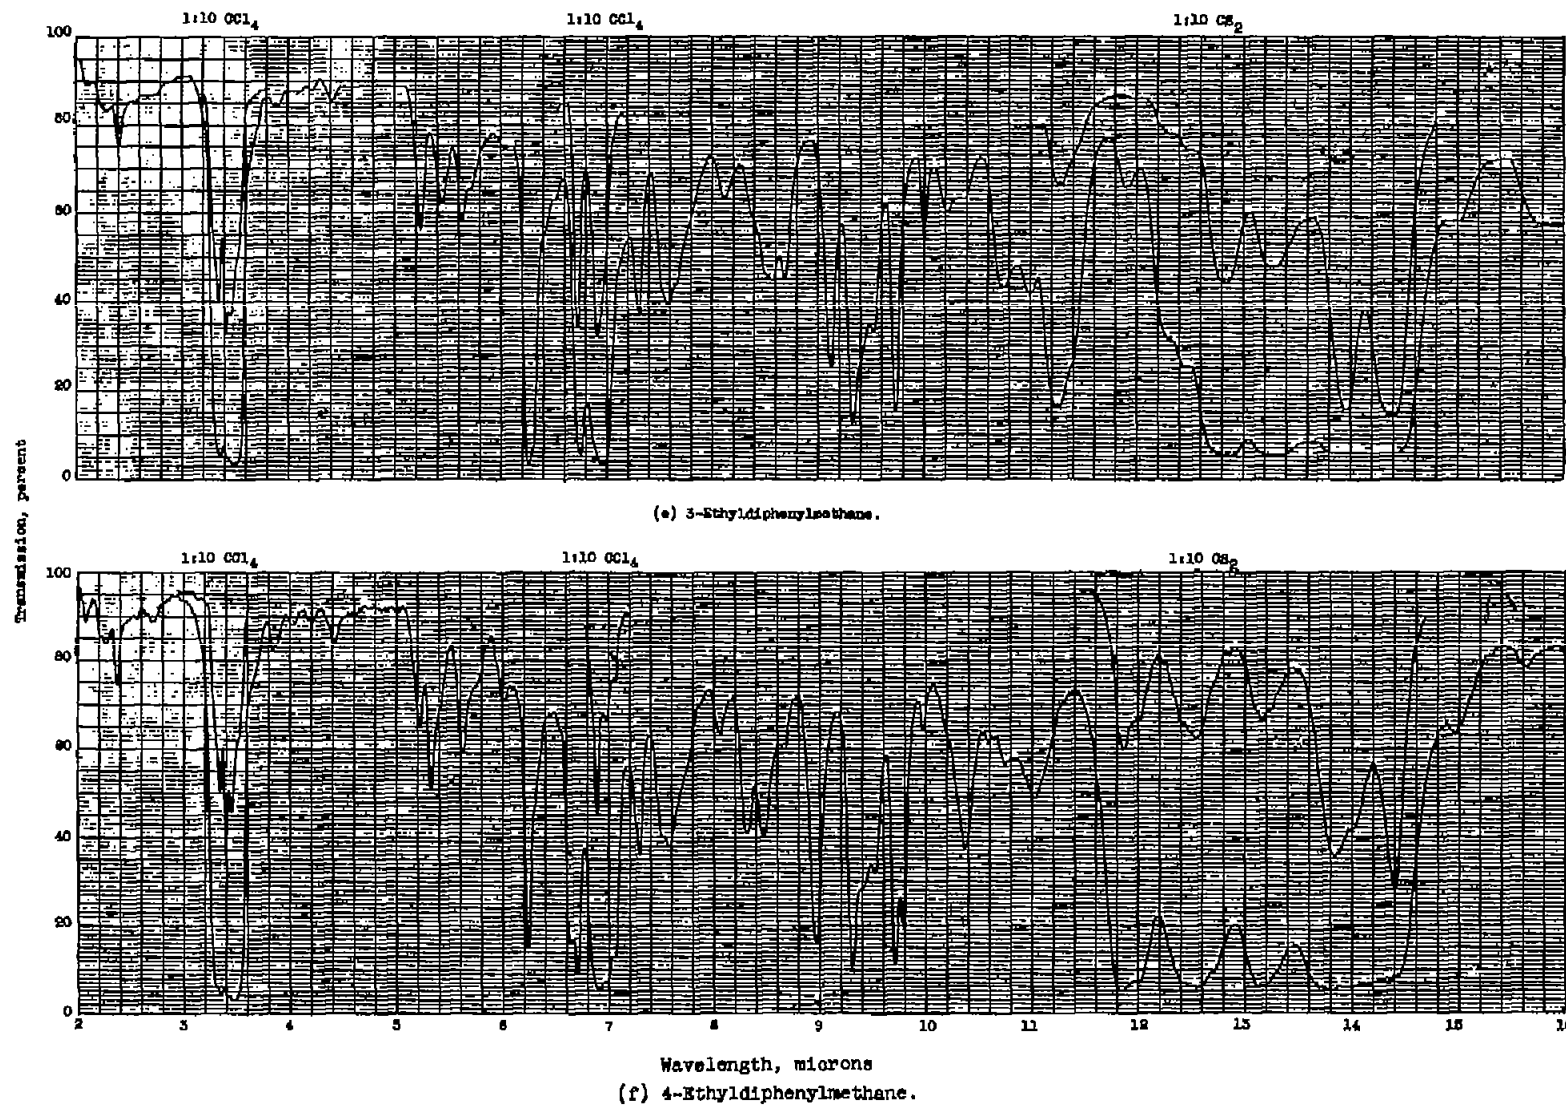 1:10 CCl4 1:10 CCl4 1:10 CS2
100
80
60
40
20
0
Transmission, percent
(e) 3-Ethyldiphenylmethane.
1:10 CCl4 1:10 CCl4 1:10 CS2
100
80
60
40
20
0
2 3 4 5 6 7 8 9 10 11 12 13 14 15
Wavelength, microns
(f) 4-Ethyldiphenylmethane.